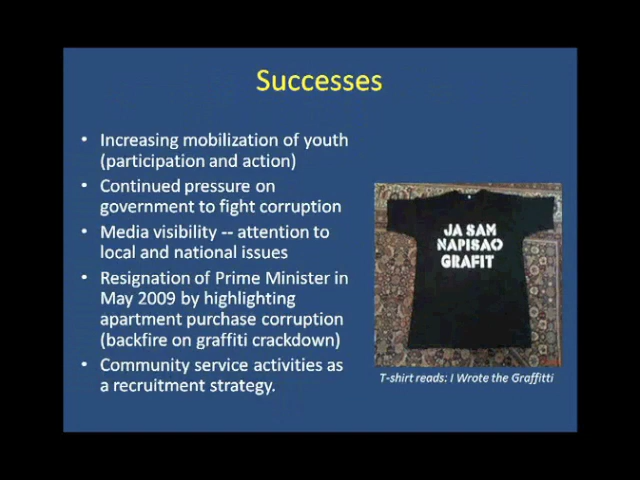 Successes
• Increasing mobilization of youth
(participation and action)
• Continued pressure on
government to fight corruption
• Media visibility -- attention to
local and national issues
• Resignation of Prime Minister in
May 2009 by highlighting
apartment purchase corruption
(backfire on graffiti crackdown)
• Community service activities as
a recruitment strategy.
JA SAM
NAPISAO
GRAFIT
T-shirt reads: I Wrote the Graffitti